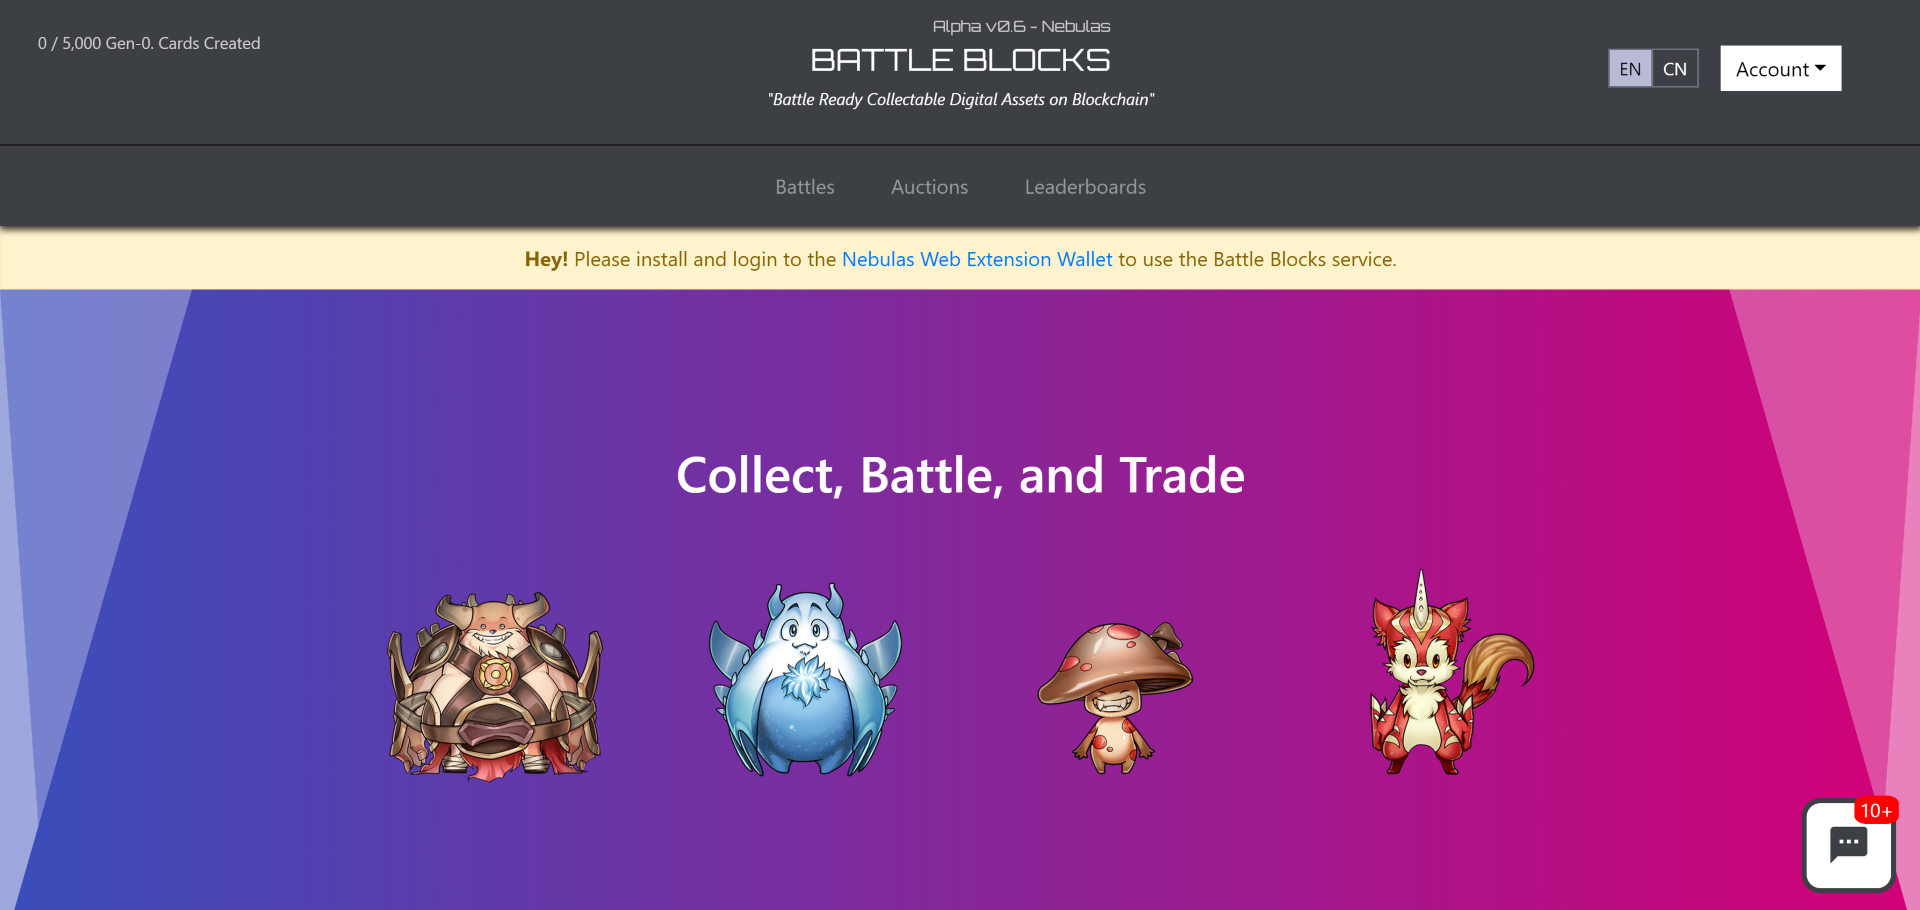 0 / 5,000 Gen-0. Cards Created
Alpha v0.6 - Nebulas
BATTLE BLOCKS
"Battle Ready Collectable Digital Assets on Blockchain"
EN CN
Account
Battles Auctions Leaderboards
Hey! Please install and login to the Nebulas Web Extension Wallet to use the Battle Blocks service.
Collect, Battle, and Trade
10+